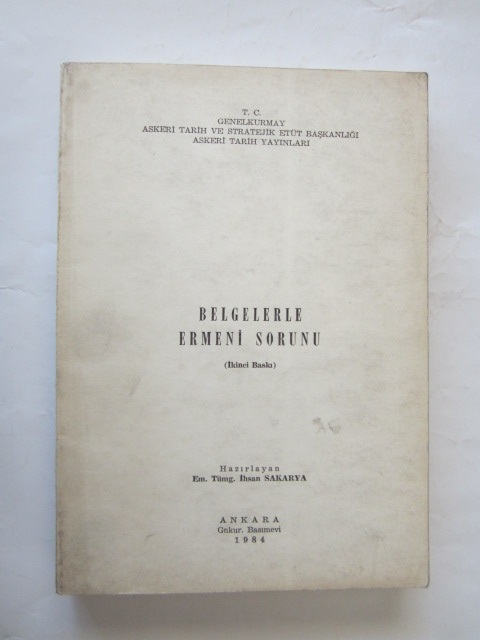 T. C.
GENELKURMAY
ASKERİ TARİH VE STRATEJİK ETÜT BAŞKANLIĞI
ASKERİ TARİH YAYINLARI
BELGELERLE
ERMENİ SORUNU
(İkinci Baskı)
Hazırlayan
Em. Tümg. İhsan SAKARYA
ANKARA
Gnkur. Basımevi
1984